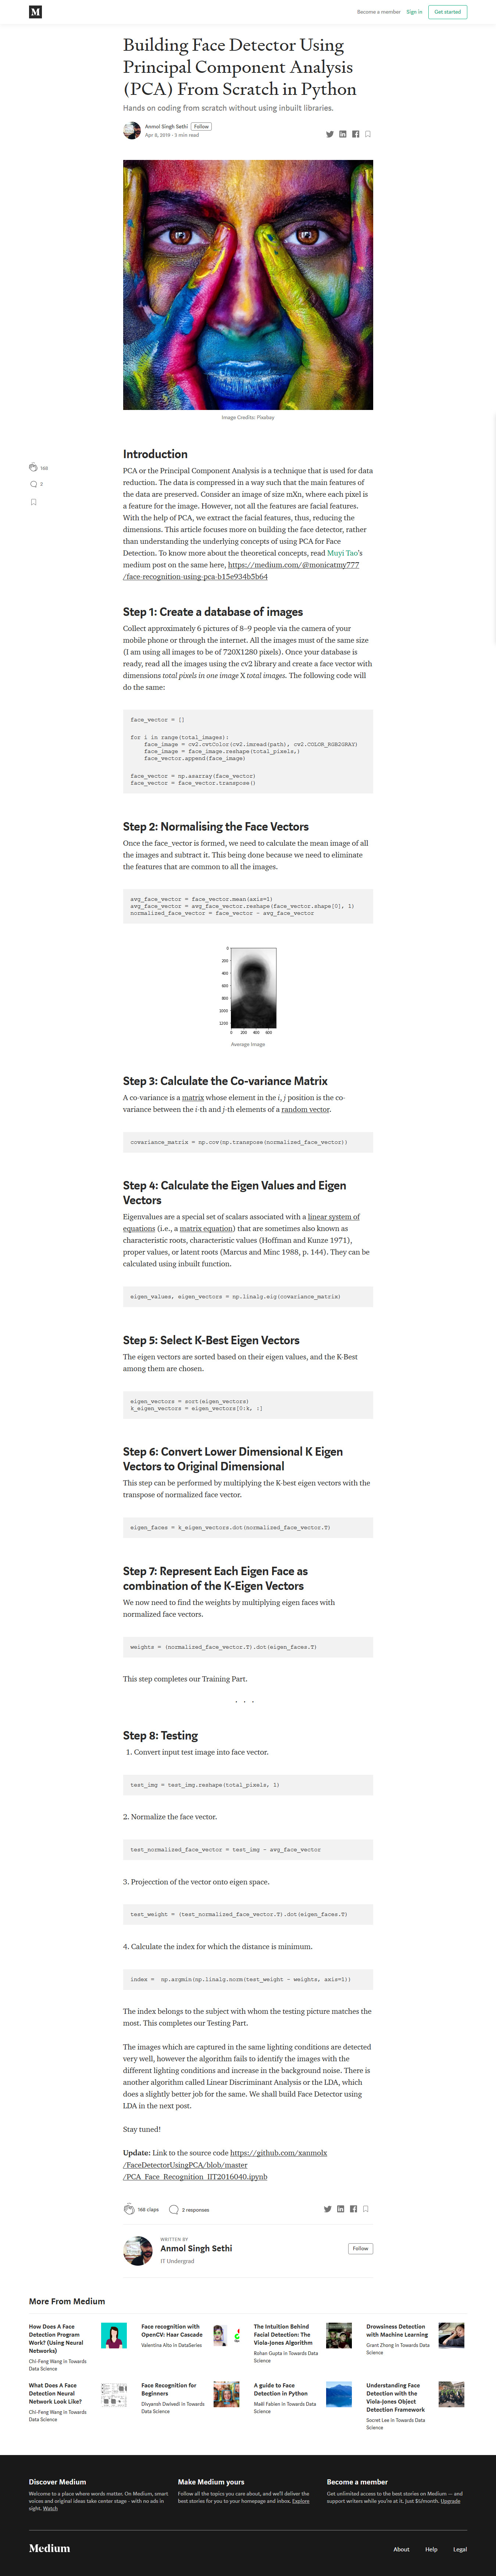 Become a member
Sign in
Get started
Building Face Detector Using
Principal Component Analysis
(PCA) From Scratch in Python
Hands on coding from scratch without using inbuilt libraries.
Anmol Singh Sethi
Follow
Apr 8, 2019 · 3 min read
Image Credits: Pixabay
168
2
Introduction
PCA or the Principal Component Analysis is a technique that is used for data
reduction. The data is compressed in a way such that the main features of
the data are preserved. Consider an image of size mXn, where each pixel is
a feature for the image. However, not all the features are facial features.
With the help of PCA, we extract the facial features, thus, reducing the
dimensions. This article focuses more on building the face detector, rather
than understanding the underlying concepts of using PCA for Face
Detection. To know more about the theoretical concepts, read Muyi Tao's
medium post on the same here, https://medium.com/@monicatmy777
/face-recognition-using-pca-b15e934b5b64
Step 1: Create a database of images
Collect approximately 6 pictures of 8–9 people via the camera of your
mobile phone or through the internet. All the images must of the same size
(I am using all images to be of 720X1280 pixels). Once your database is
ready, read all the images using the cv2 library and create a face vector with
dimensions total pixels in one image X total images. The following code will
do the same:
face_vector = []
for i in range(total_images):
    face_image = cv2.cvtColor(cv2.imread(path), cv2.COLOR_RGB2GRAY)
    face_image = face_image.reshape(total_pixels,)
    face_vector.append(face_image)
face_vector = np.asarray(face_vector)
face_vector = face_vector.transpose()
Step 2: Normalising the Face Vectors
Once the face_vector is formed, we need to calculate the mean image of all
the images and subtract it. This being done because we need to eliminate
the features that are common to all the images.
avg_face_vector = face_vector.mean(axis=1)
avg_face_vector = avg_face_vector.reshape(face_vector.shape[0], 1)
normalized_face_vector = face_vector - avg_face_vector
0
200
400
600
800
1000
1200
0 200 400 600
Average Image
Step 3: Calculate the Co-variance Matrix
A co-variance is a matrix whose element in the i, j position is the co-
variance between the i-th and j-th elements of a random vector.
covariance_matrix = np.cov(np.transpose(normalized_face_vector))
Step 4: Calculate the Eigen Values and Eigen
Vectors
Eigenvalues are a special set of scalars associated with a linear system of
equations (i.e., a matrix equation) that are sometimes also known as
characteristic roots, characteristic values (Hoffman and Kunze 1971),
proper values, or latent roots (Marcus and Minc 1988, p. 144). They can be
calculated using inbuilt function.
eigen_values, eigen_vectors = np.linalg.eig(covariance_matrix)
Step 5: Select K-Best Eigen Vectors
The eigen vectors are sorted based on their eigen values, and the K-Best
among them are chosen.
eigen_vectors = sort(eigen_vectors)
k_eigen_vectors = eigen_vectors[0:k, :]
Step 6: Convert Lower Dimensional K Eigen
Vectors to Original Dimensional
This step can be performed by multiplying the K-best eigen vectors with the
transpose of normalized face vector.
eigen_faces = k_eigen_vectors.dot(normalized_face_vector.T)
Step 7: Represent Each Eigen Face as
combination of the K-Eigen Vectors
We now need to find the weights by multiplying eigen faces with
normalized face vectors.
weights = (normalized_face_vector.T).dot(eigen_faces.T)
This step completes our Training Part.
. . .
Step 8: Testing
1. Convert input test image into face vector.
test_img = test_img.reshape(total_pixels, 1)
2. Normalize the face vector.
test_normalized_face_vector = test_img - avg_face_vector
3. Projecction of the vector onto eigen space.
test_weight = (test_normalized_face_vector.T).dot(eigen_faces.T)
4. Calculate the index for which the distance is minimum.
index =  np.argmin(np.linalg.norm(test_weight - weights, axis=1))
The index belongs to the subject with whom the testing picture matches the
most. This completes our Testing Part.
The images which are captured in the same lighting conditions are detected
very well, however the algorithm fails to identify the images with the
different lighting conditions and increase in the background noise. There is
another algorithm called Linear Discriminant Analysis or the LDA, which
does a slightly better job for the same. We shall build Face Detector using
LDA in the next post.
Stay tuned!
Update: Link to the source code https://github.com/xanmolx
/FaceDetectorUsingPCA/blob/master
/PCA_Face_Recognition_IIT2016040.ipynb
168 claps
2 responses
WRITTEN BY
Anmol Singh Sethi
Follow
IT Undergrad
More From Medium
How Does A Face
Detection Program
Work? (Using Neural
Networks)
Chi-Feng Wang in Towards
Data Science
Face recognition with
OpenCV: Haar Cascade
Valentina Alto in DataSeries
The Intuition Behind
Facial Detection: The
Viola-Jones Algorithm
Rohan Gupta in Towards Data
Science
Drowsiness Detection
with Machine Learning
Grant Zhong in Towards Data
Science
What Does A Face
Detection Neural
Network Look Like?
Chi-Feng Wang in Towards
Data Science
Face Recognition for
Beginners
Divyansh Dwivedi in Towards
Data Science
A guide to Face
Detection in Python
Maël Fabien in Towards Data
Science
Understanding Face
Detection with the
Viola-Jones Object
Detection Framework
Socret Lee in Towards Data
Science
Discover Medium
Welcome to a place where words matter. On Medium, smart
voices and original ideas take center stage - with no ads in
sight. Watch
Make Medium yours
Follow all the topics you care about, and we'll deliver the
best stories for you to your homepage and inbox. Explore
Become a member
Get unlimited access to the best stories on Medium — and
support writers while you're at it. Just $5/month. Upgrade
Medium
About
Help
Legal